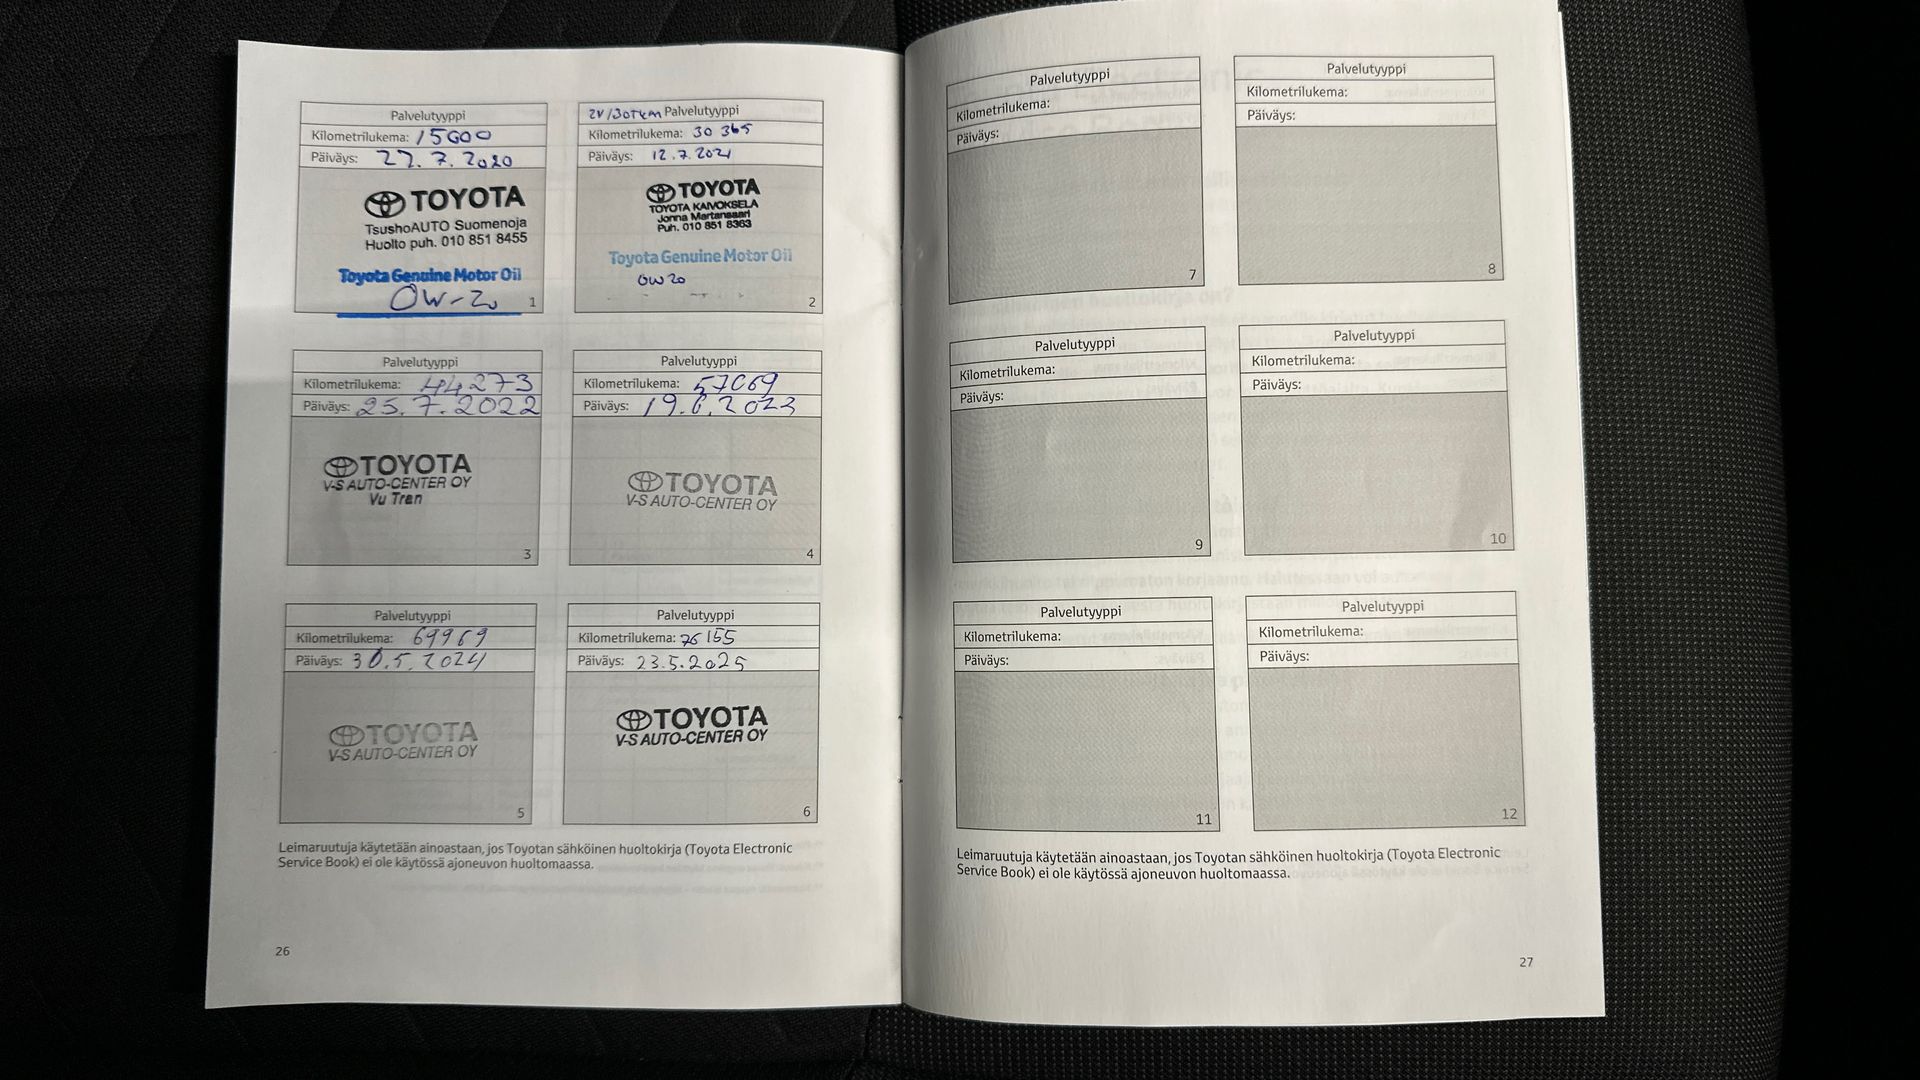 Palvelutyyppi
Kilometrilukema: 15000
Päiväys: 27.7.2020
TOYOTA
TsushoAUTO Suomenoja
Huolto puh. 010 851 8455
Toyota Genuine Motor Oil
0W-20
1
2V/30Tkm Palvelutyyppi
Kilometrilukema: 30 365
Päiväys: 12.7.2021
TOYOTA
TOYOTA KAIVOKSELA
Jonna Martansaari
Puh. 010 851 8363
Toyota Genuine Motor Oil
0W20
2
Palvelutyyppi
Kilometrilukema: 44273
Päiväys: 25.7.2022
TOYOTA
V-S AUTO-CENTER OY
Vu Tran
3
Palvelutyyppi
Kilometrilukema: 57069
Päiväys: 19.6.2023
TOYOTA
V-S AUTO-CENTER OY
4
Palvelutyyppi
Kilometrilukema: 69969
Päiväys: 30.5.2024
TOYOTA
V-S AUTO-CENTER OY
5
Palvelutyyppi
Kilometrilukema: 76155
Päiväys: 23.5.2025
TOYOTA
V-S AUTO-CENTER OY
6
Leimaruutuja käytetään ainoastaan, jos Toyotan sähköinen huoltokirja (Toyota Electronic
Service Book) ei ole käytössä ajoneuvon huoltomaassa.
26
Palvelutyyppi
Kilometrilukema:
Päiväys:
7
Palvelutyyppi
Kilometrilukema:
Päiväys:
8
Palvelutyyppi
Kilometrilukema:
Päiväys:
9
Palvelutyyppi
Kilometrilukema:
Päiväys:
10
Palvelutyyppi
Kilometrilukema:
Päiväys:
11
Palvelutyyppi
Kilometrilukema:
Päiväys:
12
Leimaruutuja käytetään ainoastaan, jos Toyotan sähköinen huoltokirja (Toyota Electronic
Service Book) ei ole käytössä ajoneuvon huoltomaassa.
27